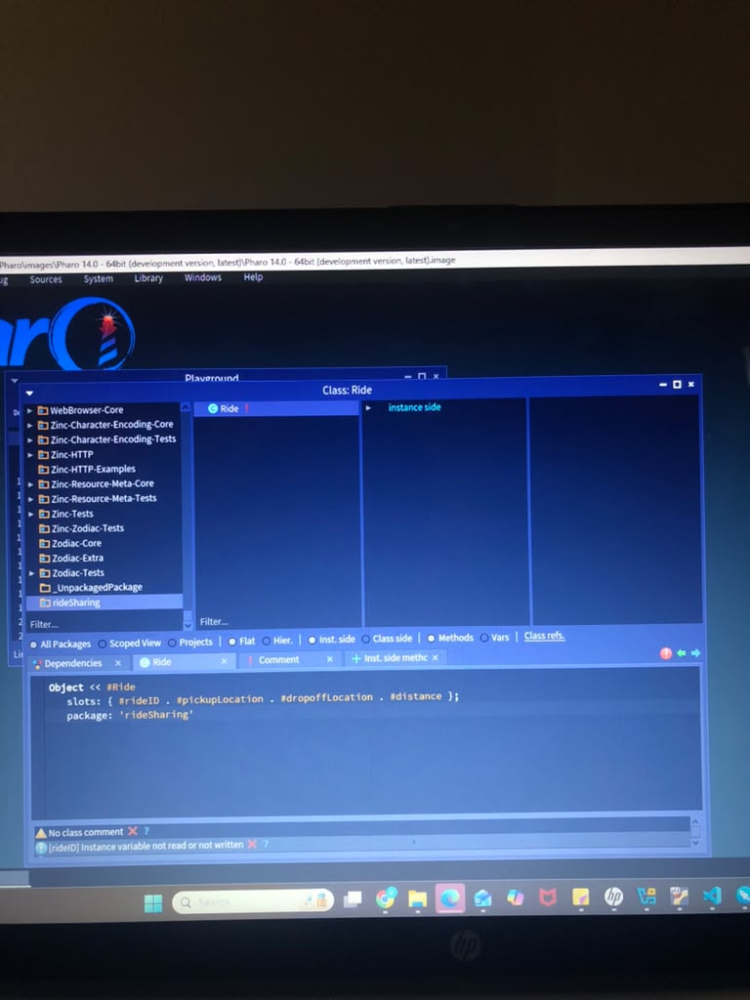 Pharo\images\Pharo 14.0 - 64bit (development version, latest)\Pharo 14.0 - 64bit (development version, latest).image
ug Sources System Library Windows Help
aro
Playground
Class: Ride
WebBrowser-Core
Zinc-Character-Encoding-Core
Zinc-Character-Encoding-Tests
Zinc-HTTP
Zinc-HTTP-Examples
Zinc-Resource-Meta-Core
Zinc-Resource-Meta-Tests
Zinc-Tests
Zinc-Zodiac-Tests
Zodiac-Core
Zodiac-Extra
Zodiac-Tests
_UnpackagedPackage
rideSharing
Filter...
Ride
Filter...
instance side
All Packages Scoped View Projects | Flat Hier. | Inst. side Class side | Methods Vars | Class refs.
Dependencies Ride Comment Inst. side methc
Object << #Ride
slots: { #rideID . #pickupLocation . #dropoffLocation . #distance };
package: 'rideSharing'
No class comment ?
[rideID] Instance variable not read or not written ?
Search
hp
hp